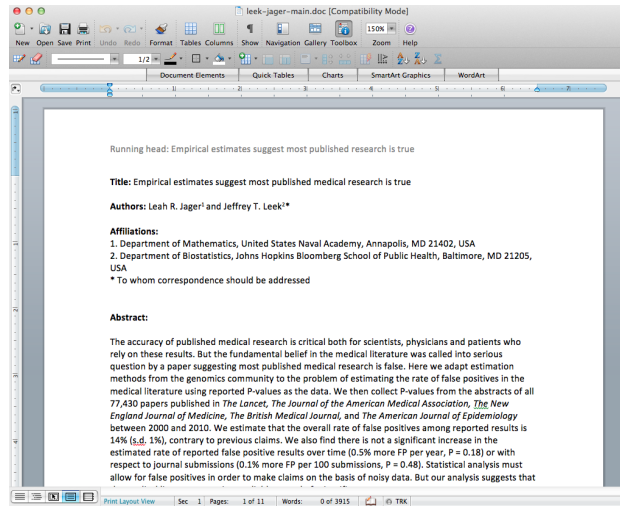 leek-jager-main.doc [Compatibility Mode]
150%
New Open Save Print Undo Redo Format Tables Columns Show Navigation Gallery Toolbox Zoom Help
1/2
Document Elements Quick Tables Charts SmartArt Graphics WordArt
Running head: Empirical estimates suggest most published research is true
Title: Empirical estimates suggest most published medical research is true
Authors: Leah R. Jager¹ and Jeffrey T. Leek²*
Affiliations:
1. Department of Mathematics, United States Naval Academy, Annapolis, MD 21402, USA
2. Department of Biostatistics, Johns Hopkins Bloomberg School of Public Health, Baltimore, MD 21205,
USA
* To whom correspondence should be addressed
Abstract:
The accuracy of published medical research is critical both for scientists, physicians and patients who
rely on these results. But the fundamental belief in the medical literature was called into serious
question by a paper suggesting most published medical research is false. Here we adapt estimation
methods from the genomics community to the problem of estimating the rate of false positives in the
medical literature using reported P-values as the data. We then collect P-values from the abstracts of all
77,430 papers published in The Lancet, The Journal of the American Medical Association, The New
England Journal of Medicine, The British Medical Journal, and The American Journal of Epidemiology
between 2000 and 2010. We estimate that the overall rate of false positives among reported results is
14% (s.d. 1%), contrary to previous claims. We also find there is not a significant increase in the
estimated rate of reported false positive results over time (0.5% more FP per year, P = 0.18) or with
respect to journal submissions (0.1% more FP per 100 submissions, P = 0.48). Statistical analysis must
allow for false positives in order to make claims on the basis of noisy data. But our analysis suggests that
Print Layout View Sec 1 Pages: 1 of 11 Words: 0 of 3915 TRK